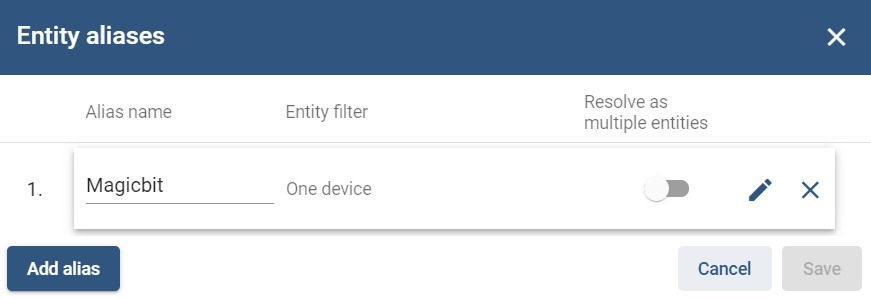 Entity aliases
Alias name Entity filter Resolve as
multiple entities
1. Magicbit One device
Add alias Cancel Save